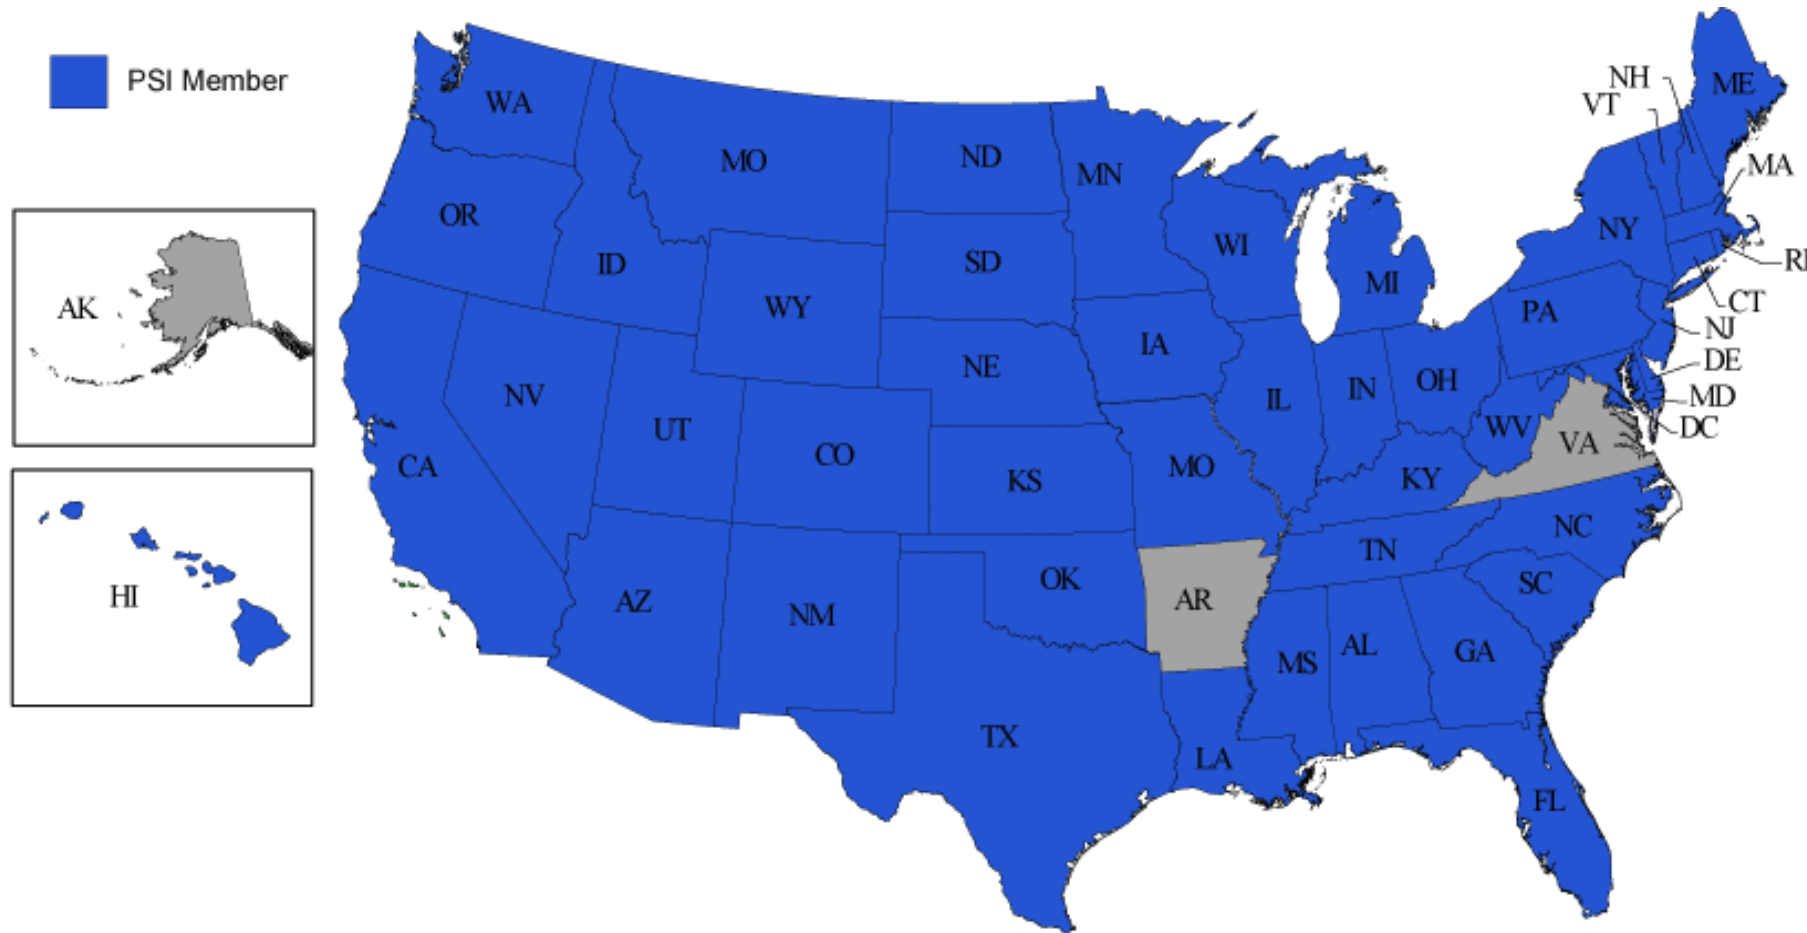 PSI Member
WA
MO
ND
MN
OR
ID
SD
WI
WY
MI
NE
IA
NV
UT
CO
IL
IN
OH
PA
NY
ME
NH
VT
MA
RI
CT
NJ
DE
MD
DC
CA
KS
MO
KY
WV
VA
AK
HI
AZ
NM
OK
AR
TN
NC
SC
MS
AL
GA
TX
LA
FL